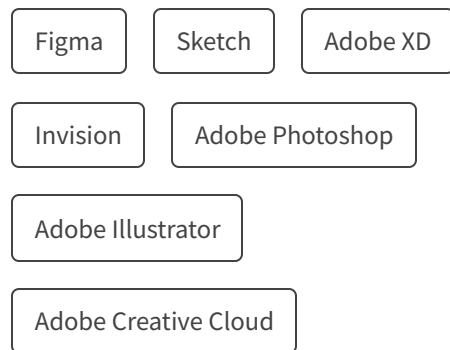 Figma Sketch Adobe XD
Invision Adobe Photoshop
Adobe Illustrator
Adobe Creative Cloud